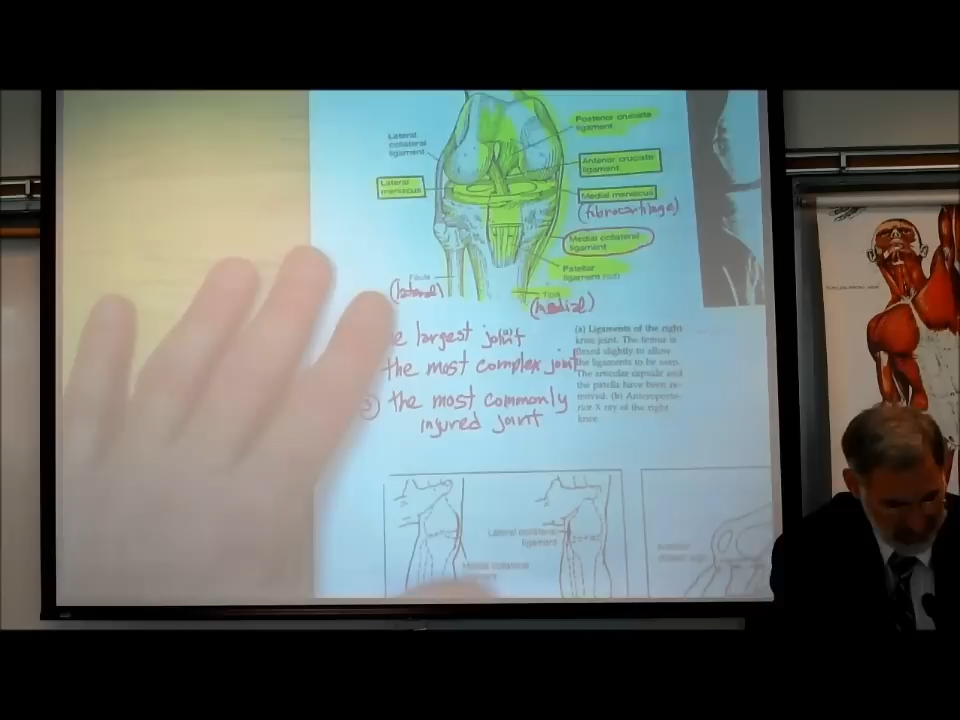 Posterior cruciate
ligament
Lateral
collateral
ligament
Anterior cruciate
ligament
Lateral
meniscus
Medial meniscus
(fibrocartilage)
Medial collateral
ligament
Patellar
ligament
Fibula
(lateral)
Tibia
(medial)
largest joint
the most complex joint
③ the most commonly
injured joint
(a) Ligaments of the right
knee joint. The femur is
flexed slightly to allow
the ligaments to be seen.
The articular capsule and
the patella have been re-
moved. (b) Anteroposte-
rior X ray of the right
knee.
Lateral collateral
ligament
Medial collateral